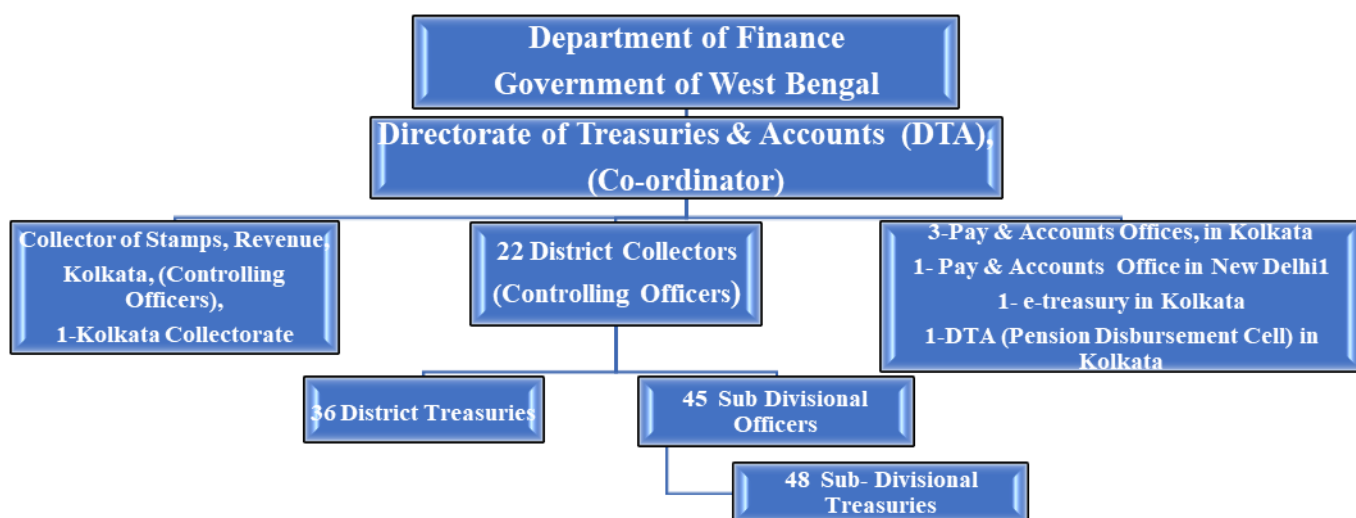 Department of Finance
Government of West Bengal
Directorate of Treasuries & Accounts (DTA),
(Co-ordinator)
Collector of Stamps, Revenue,
Kolkata, (Controlling
Officers),
1-Kolkata Collectorate
22 District Collectors
(Controlling Officers)
3-Pay & Accounts Offices, in Kolkata
1- Pay & Accounts Office in New Delhi1
1- e-treasury in Kolkata
1-DTA (Pension Disbursement Cell) in
Kolkata
36 District Treasuries
45 Sub Divisional
Officers
48 Sub- Divisional
Treasuries